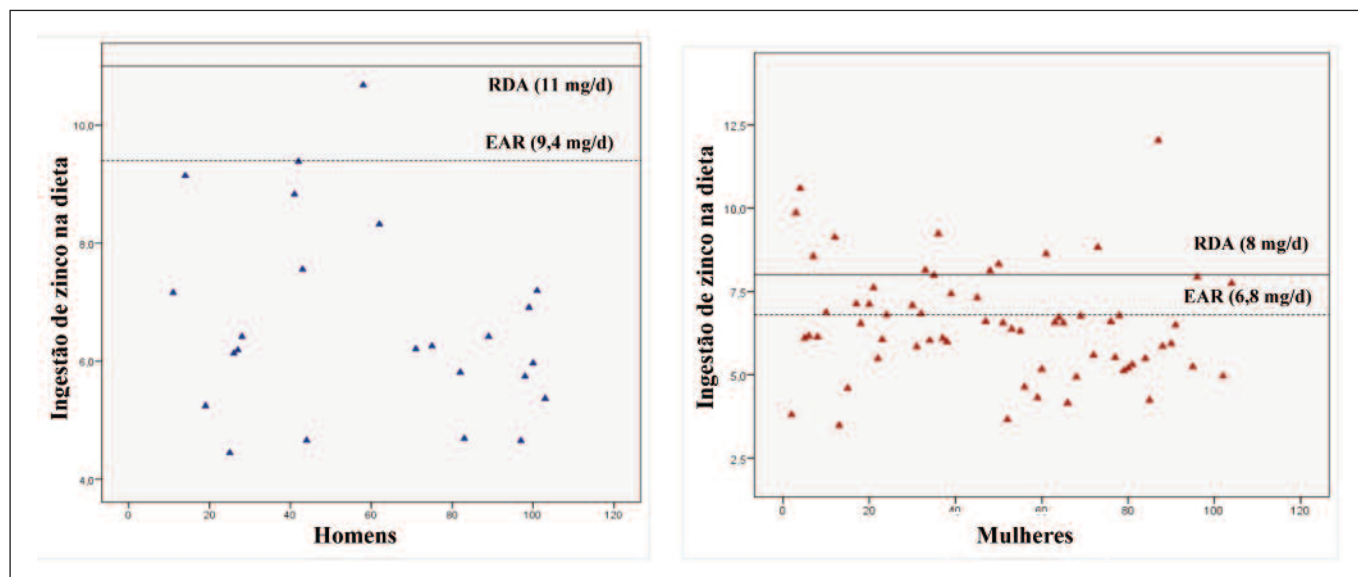 RDA (11 mg/d)
EAR (9,4 mg/d)
Ingestão de zinco na dieta
10,0
8,0
6,0
4,0
0 20 40 60 80 100 120
Homens
RDA (8 mg/d)
EAR (6,8 mg/d)
Ingestão de zinco na dieta
12.5
10.0
7.5
5.0
2.5
0 20 40 60 80 100 120
Mulheres